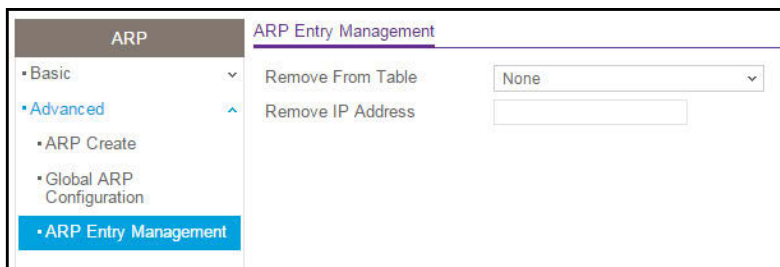 ARP
Basic
Advanced
ARP Create
Global ARP
Configuration
ARP Entry Management
ARP Entry Management
Remove From Table
None
Remove IP Address